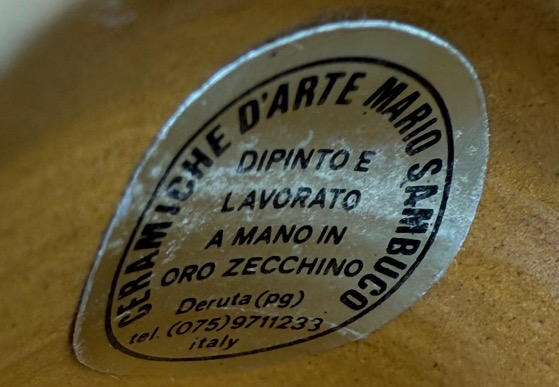 CERAMICHE D'ARTE MARIO SAMBUCO
DIPINTO E
LAVORATO
A MANO IN
ORO ZECCHINO
Deruta (pg)
tel. (075) 9711233
italy